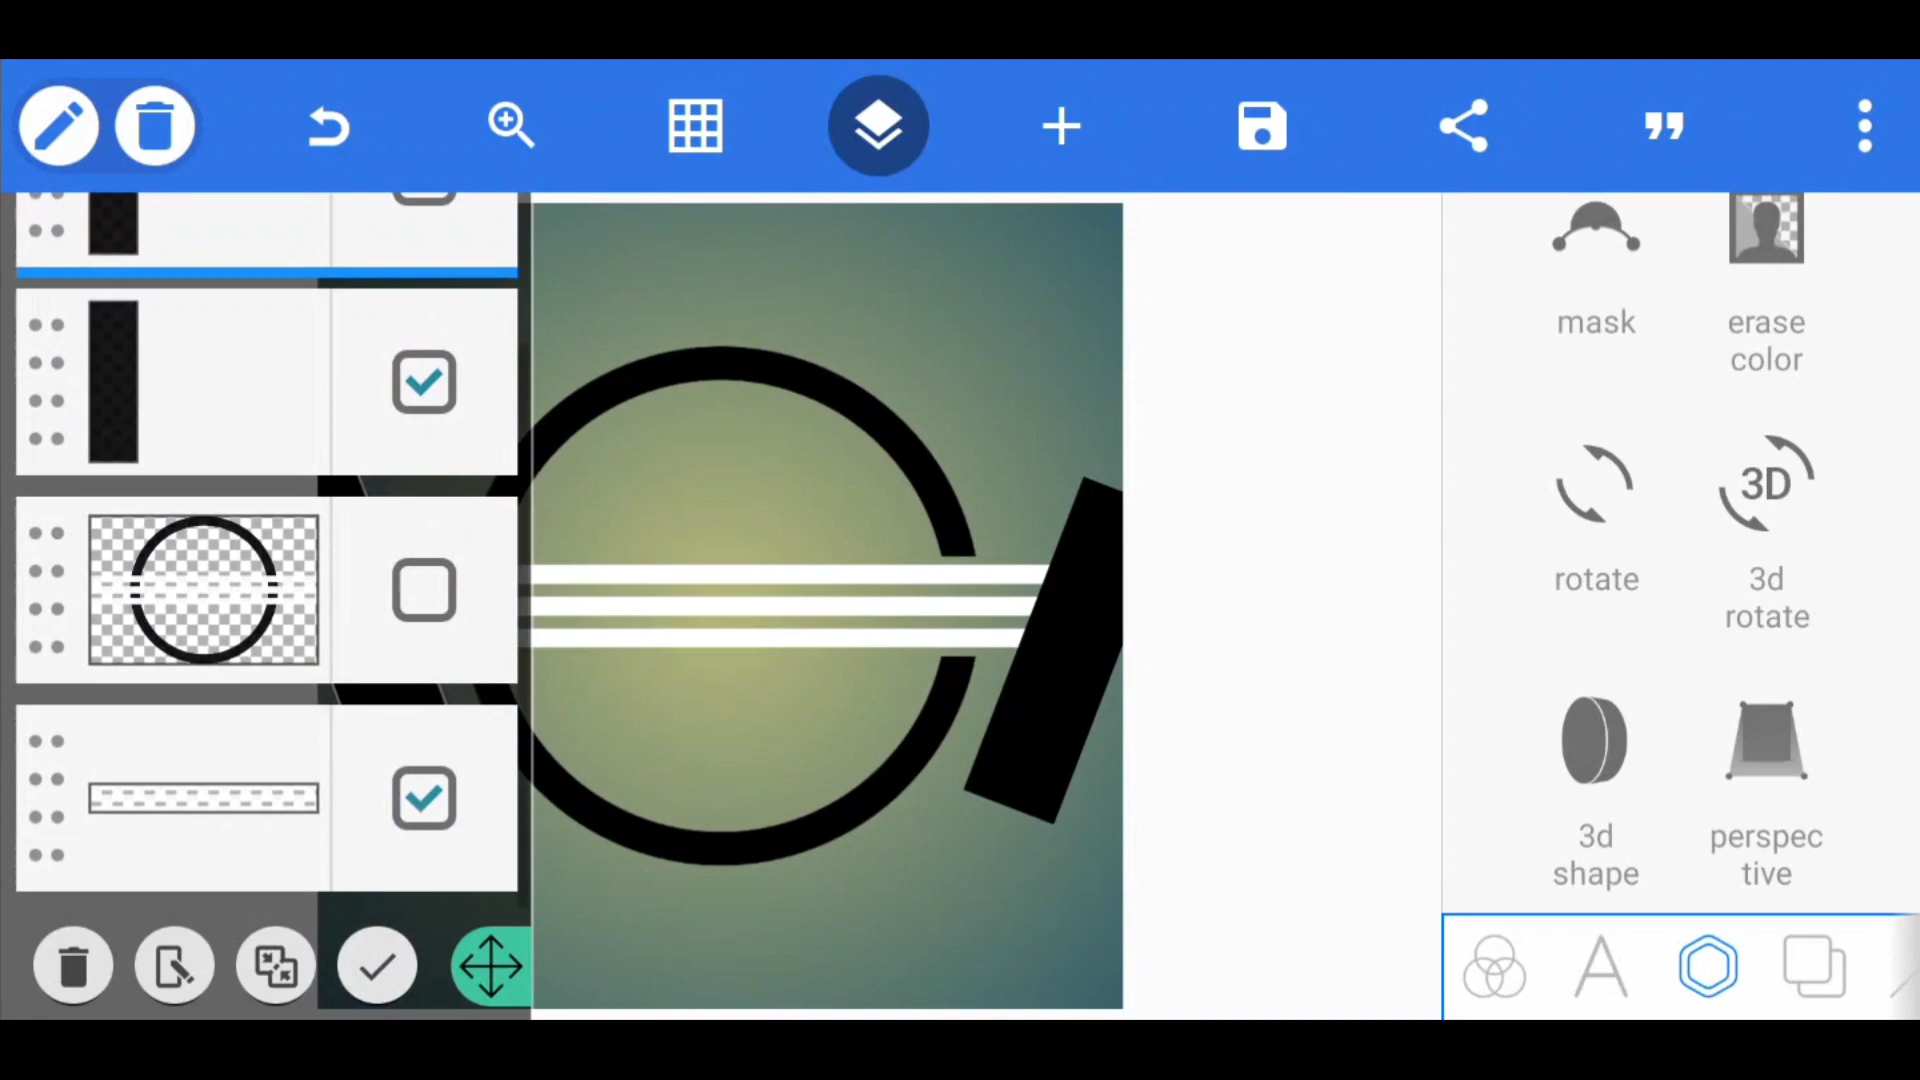 mask
erase
color
3D
rotate
3d
rotate
3d
shape
perspec
tive